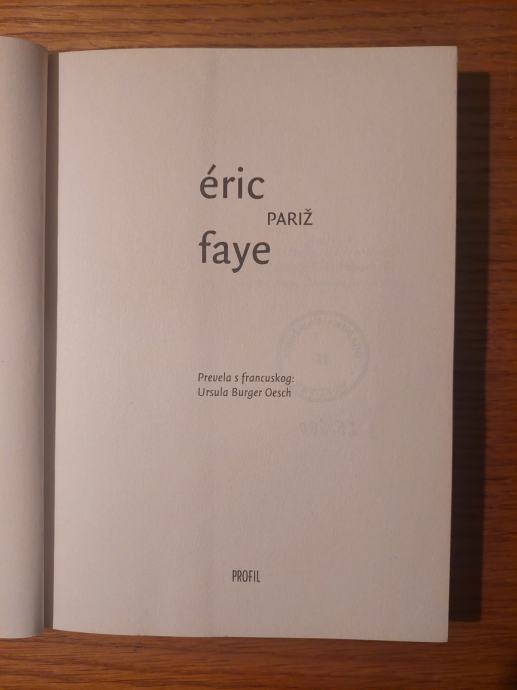 éric
PARIŽ
faye
Prevela s francuskog:
Ursula Burger Oesch
PROFIL